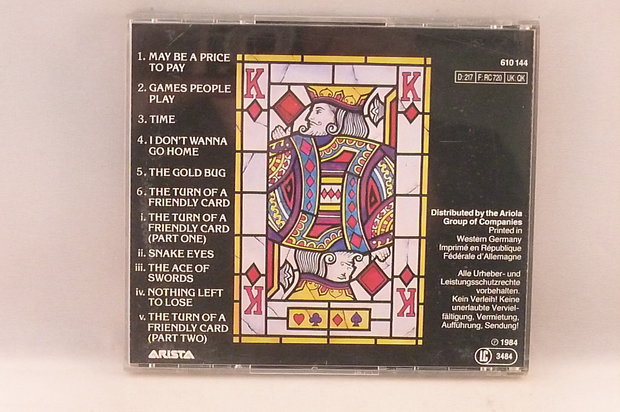 1. MAY BE A PRICE
TO PAY
2. GAMES PEOPLE
PLAY
3. TIME
4. I DON'T WANNA
GO HOME
5. THE GOLD BUG
6. THE TURN OF A
FRIENDLY CARD
i. THE TURN OF A
FRIENDLY CARD
(PART ONE)
ii. SNAKE EYES
iii. THE ACE OF
SWORDS
iv. NOTHING LEFT
TO LOSE
v. THE TURN OF A
FRIENDLY CARD
(PART TWO)
ARISTA
K
K
K
K
610 144
D: 217 F: RC 720 UK: QK
Distributed by the Ariola
Group of Companies
Printed in
Western Germany
Imprimé en République
Fédérale d'Allemagne
Alle Urheber- und
Leistungsschutzrechte
vorbehalten.
Kein Verleih! Keine
unerlaubte Verviel-
fältigung, Vermietung,
Aufführung, Sendung!
℗ 1984
LC 3484